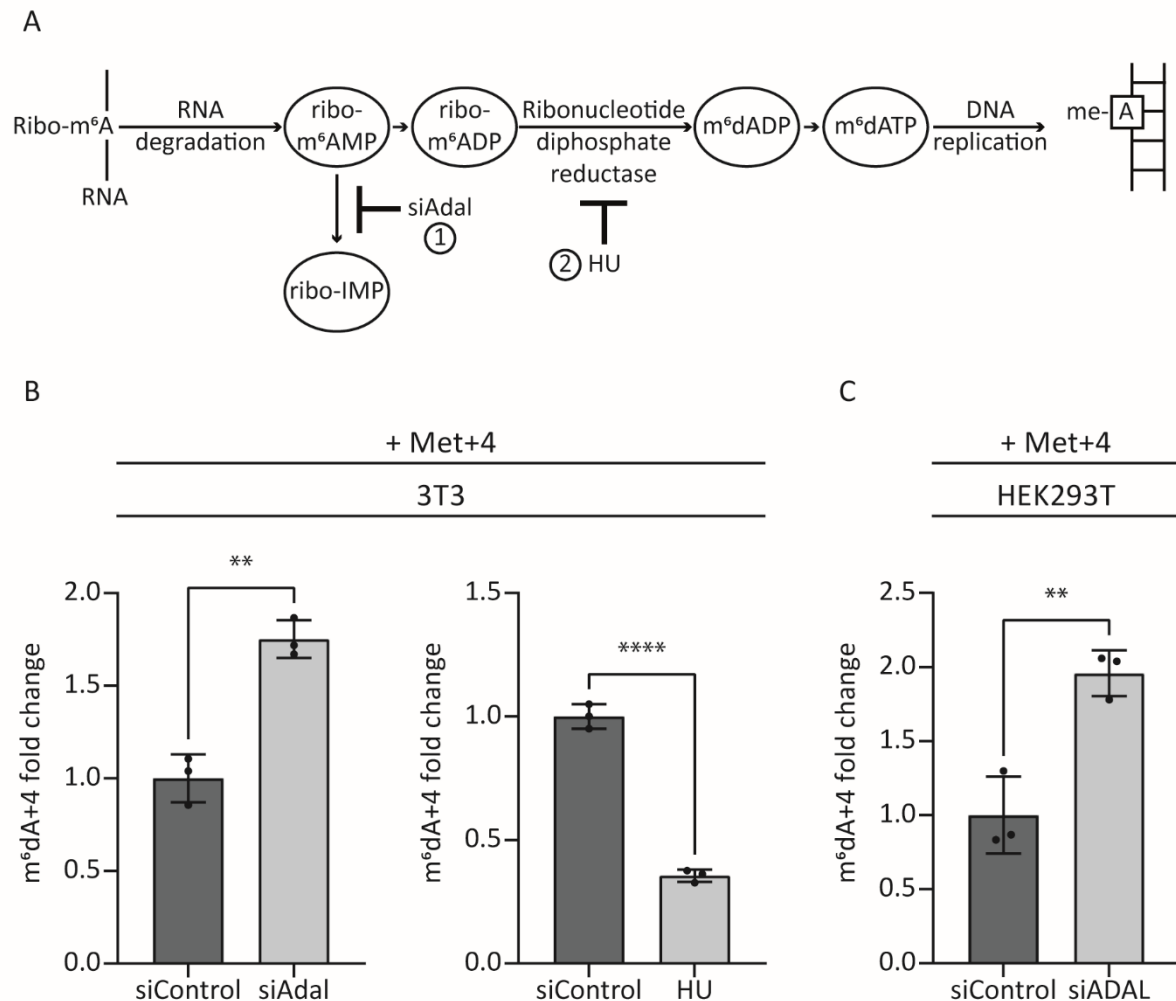 A
Ribo-m⁶A
RNA
RNA
degradation
ribo-
m⁶AMP
ribo-
m⁶ADP
Ribonucleotide
diphosphate
reductase
m⁶dADP
m⁶dATP
DNA
replication
me- A
siAdal
1
2 HU
ribo-IMP
B
+ Met+4
3T3
m⁶dA+4 fold change
2.0
1.5
1.0
0.5
0.0
**
siControl siAdal
m⁶dA+4 fold change
1.5
1.0
0.5
0.0
****
siControl HU
C
+ Met+4
HEK293T
m⁶dA+4 fold change
2.5
2.0
1.5
1.0
0.5
0.0
**
siControl siADAL